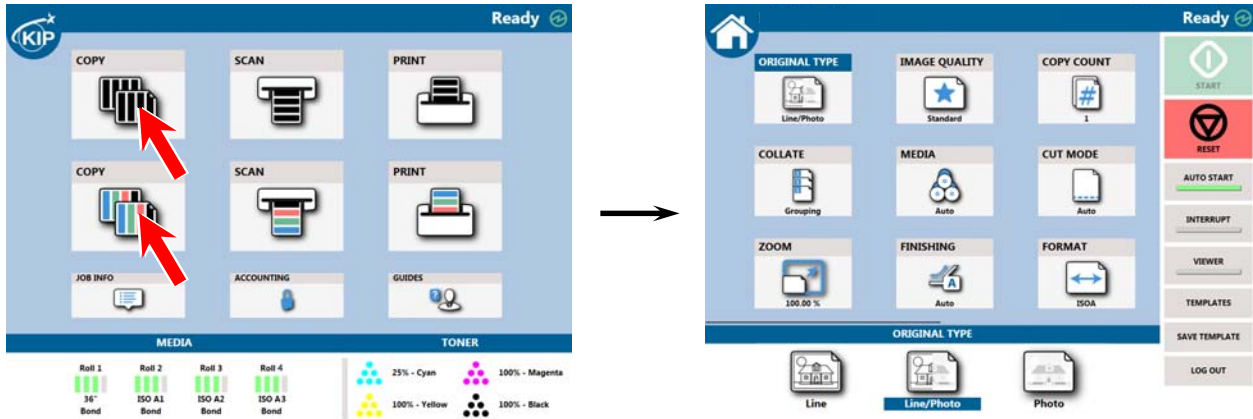 KIP
Ready
COPY SCAN PRINT
COPY SCAN PRINT
JOB INFO ACCOUNTING GUIDES
MEDIA TONER
Roll 1 Roll 2 Roll 3 Roll 4
36" ISO A1 ISO A2 ISO A3
Bond Bond Bond Bond
25% - Cyan 100% - Magenta
100% - Yellow 100% - Black
Ready
ORIGINAL TYPE IMAGE QUALITY COPY COUNT
#
Line/Photo Standard 1
COLLATE MEDIA CUT MODE
Grouping Auto Auto
ZOOM FINISHING FORMAT
A
100.00 % Auto ISOA
START
RESET
AUTO START
INTERRUPT
VIEWER
TEMPLATES
SAVE TEMPLATE
LOG OUT
ORIGINAL TYPE
Line Line/Photo Photo